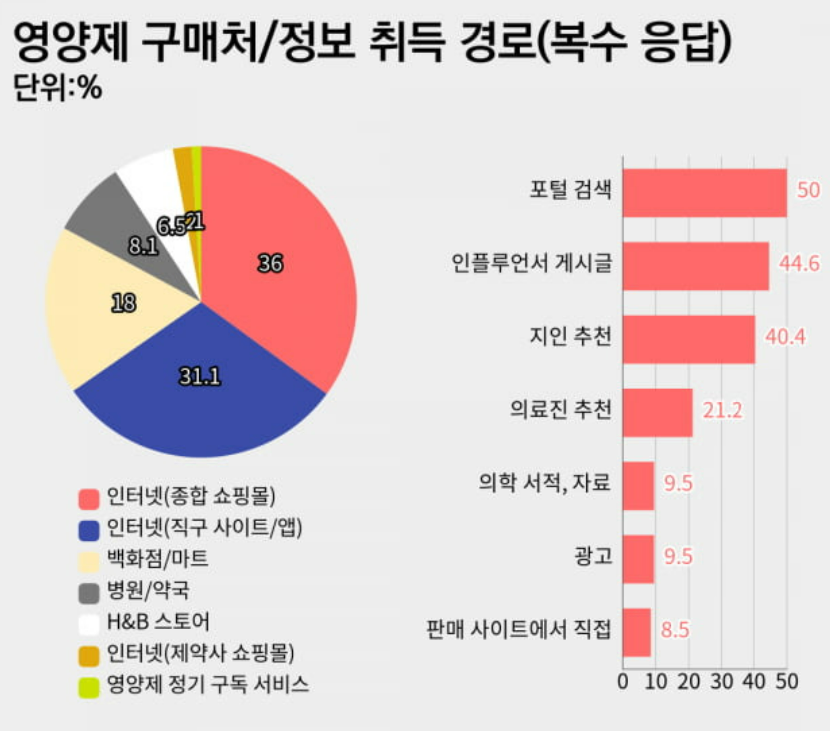 영양제 구매처/정보 취득 경로(복수 응답)
단위:%
36
31.1
18
8.1
6.5
2
1
인터넷(종합 쇼핑몰)
인터넷(직구 사이트/앱)
백화점/마트
병원/약국
H&B 스토어
인터넷(제약사 쇼핑몰)
영양제 정기 구독 서비스
포털 검색 50
인플루언서 게시글 44.6
지인 추천 40.4
의료진 추천 21.2
의학 서적, 자료 9.5
광고 9.5
판매 사이트에서 직접 8.5
0 10 20 30 40 50